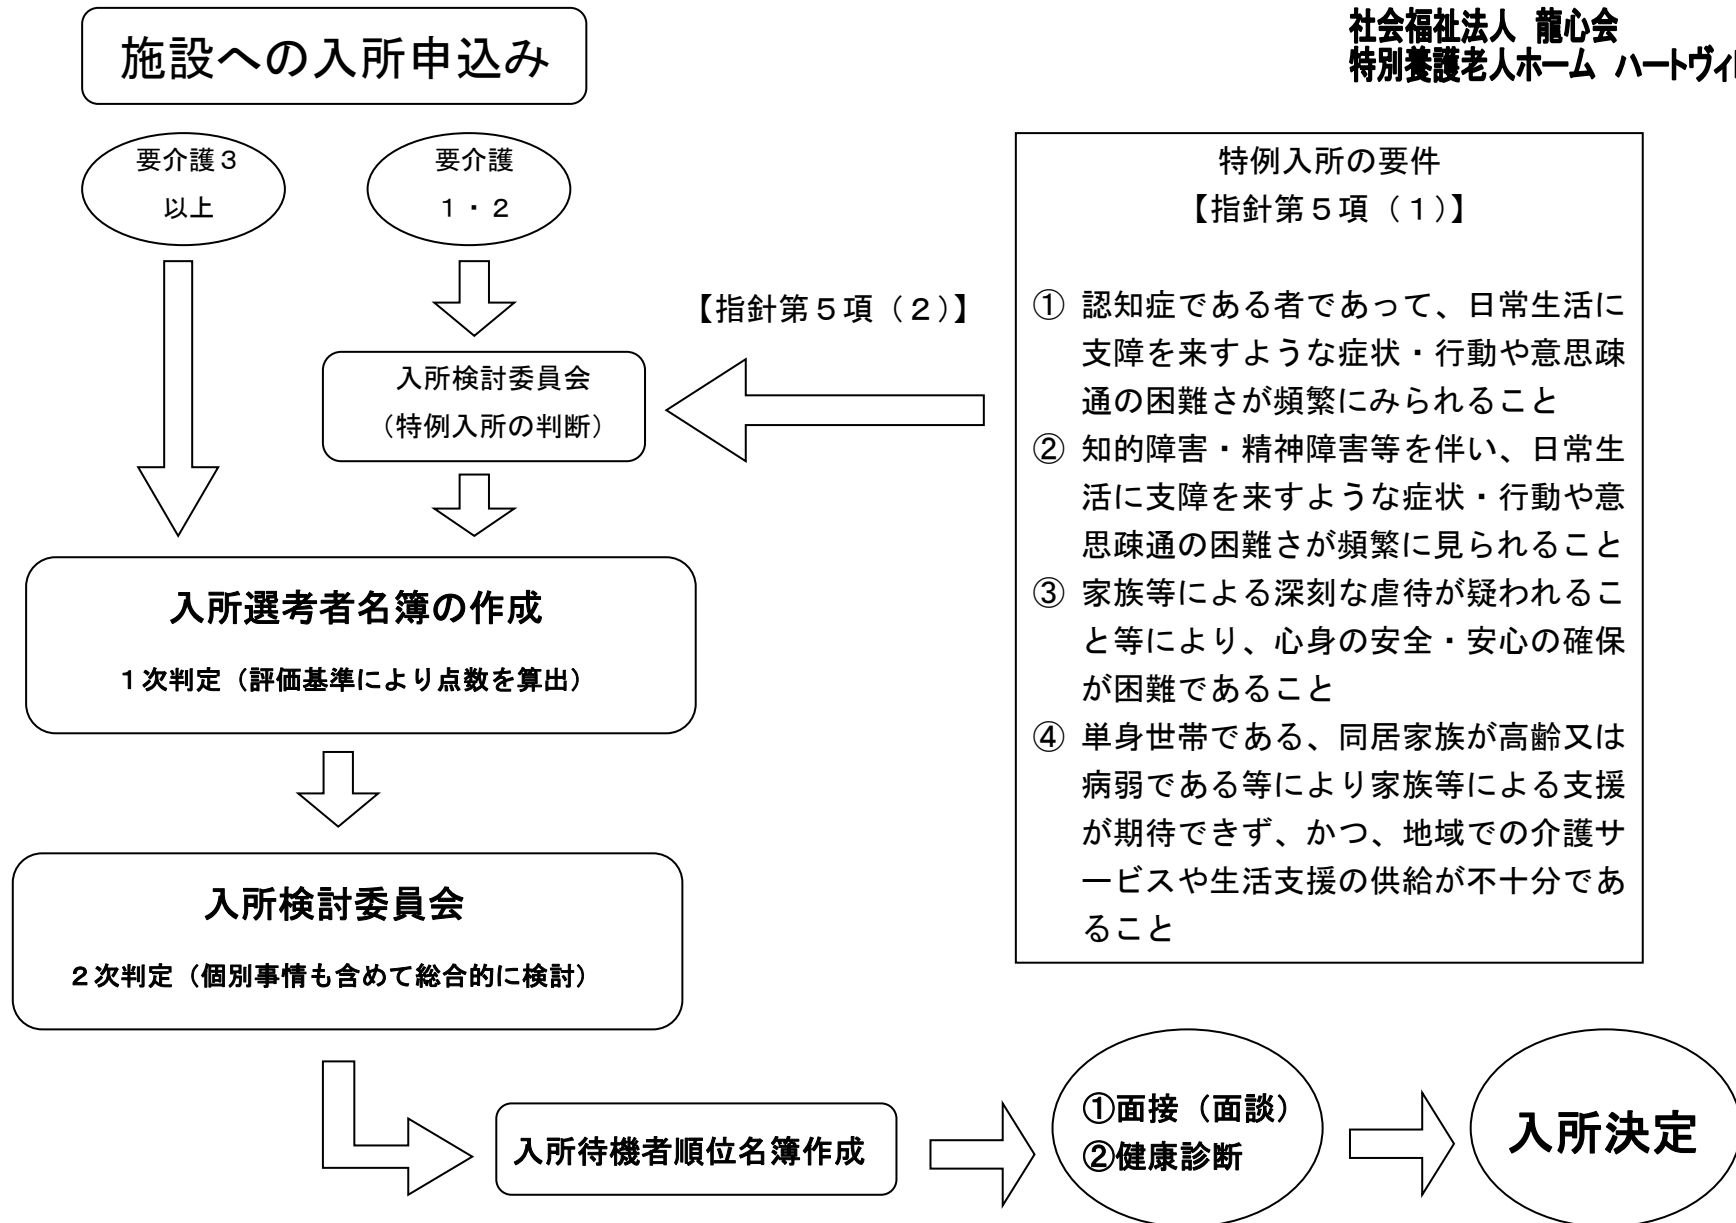 社会福祉法人 龍心会
特別養護老人ホーム ハートヴィ
施設への入所申込み
要介護３
以上
要介護
１・２
【指針第５項（２）】
入所検討委員会
（特例入所の判断）
特例入所の要件
【指針第５項（１）】
① 認知症である者であって、日常生活に
支障を来すような症状・行動や意思疎
通の困難さが頻繁にみられること
② 知的障害・精神障害等を伴い、日常生
活に支障を来すような症状・行動や意
思疎通の困難さが頻繁に見られること
③ 家族等による深刻な虐待が疑われるこ
と等により、心身の安全・安心の確保
が困難であること
④ 単身世帯である、同居家族が高齢又は
病弱である等により家族等による支援
が期待できず、かつ、地域での介護サ
ービスや生活支援の供給が不十分であ
ること
入所選考者名簿の作成
１次判定（評価基準により点数を算出）
入所検討委員会
２次判定（個別事情も含めて総合的に検討）
入所待機者順位名簿作成
①面接（面談）
②健康診断
入所決定